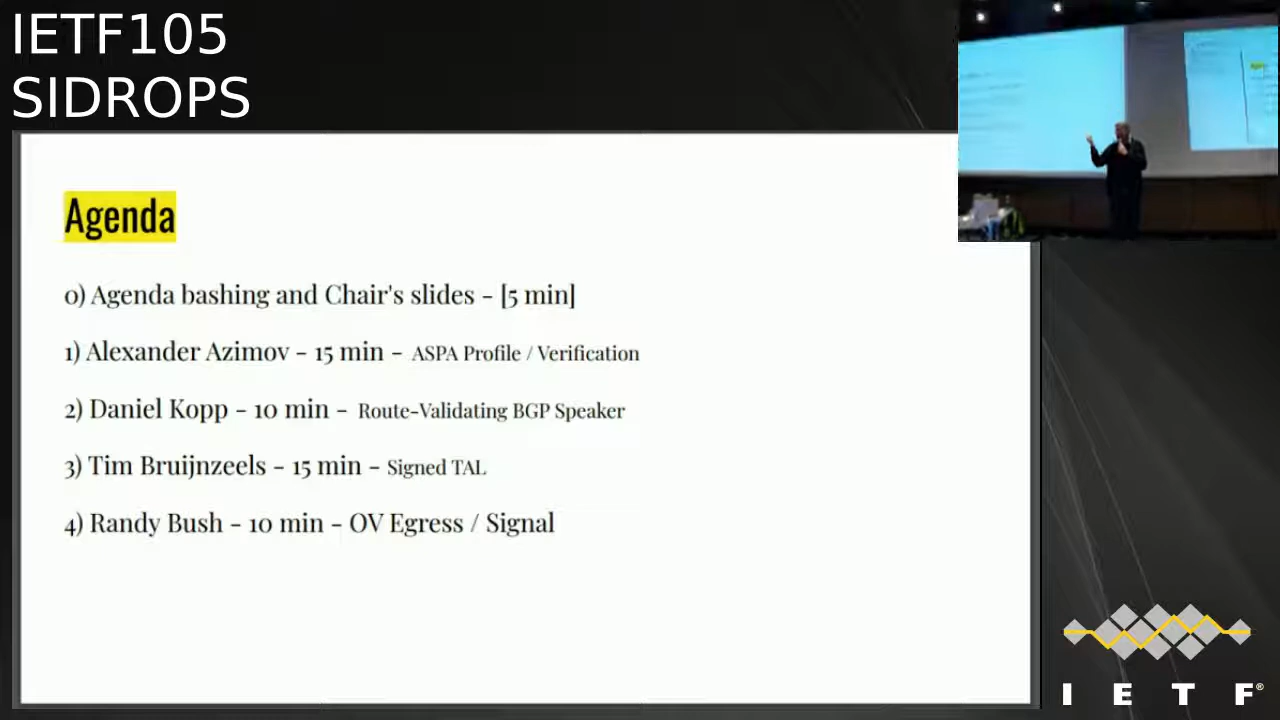 IETF105
SIDROPS
Agenda
0) Agenda bashing and Chair's slides - [5 min]
1) Alexander Azimov - 15 min - ASPA Profile / Verification
2) Daniel Kopp - 10 min - Route-Validating BGP Speaker
3) Tim Bruijnzeels - 15 min - Signed TAL
4) Randy Bush - 10 min - OV Egress / Signal
I E T F®